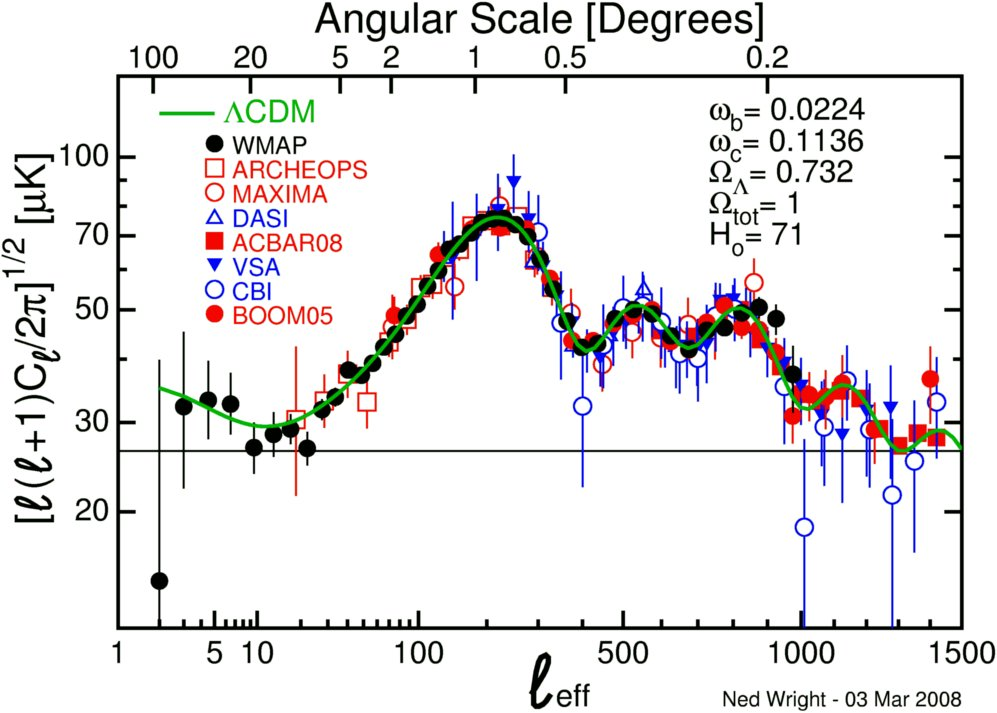 Angular Scale [Degrees]
100 20 5 2 1 0.5 0.2
ΛCDM
WMAP
ARCHEOPS
MAXIMA
DASI
ACBAR08
VSA
CBI
BOOM05
ω_b= 0.0224
ω_c= 0.1136
Ω_Λ= 0.732
Ω_tot= 1
H_o= 71
[ℓ(ℓ+1)C_ℓ/2π]^1/2 [μK]
100
70
50
30
20
1 5 10 100 500 1000 1500
ℓ_eff
Ned Wright - 03 Mar 2008